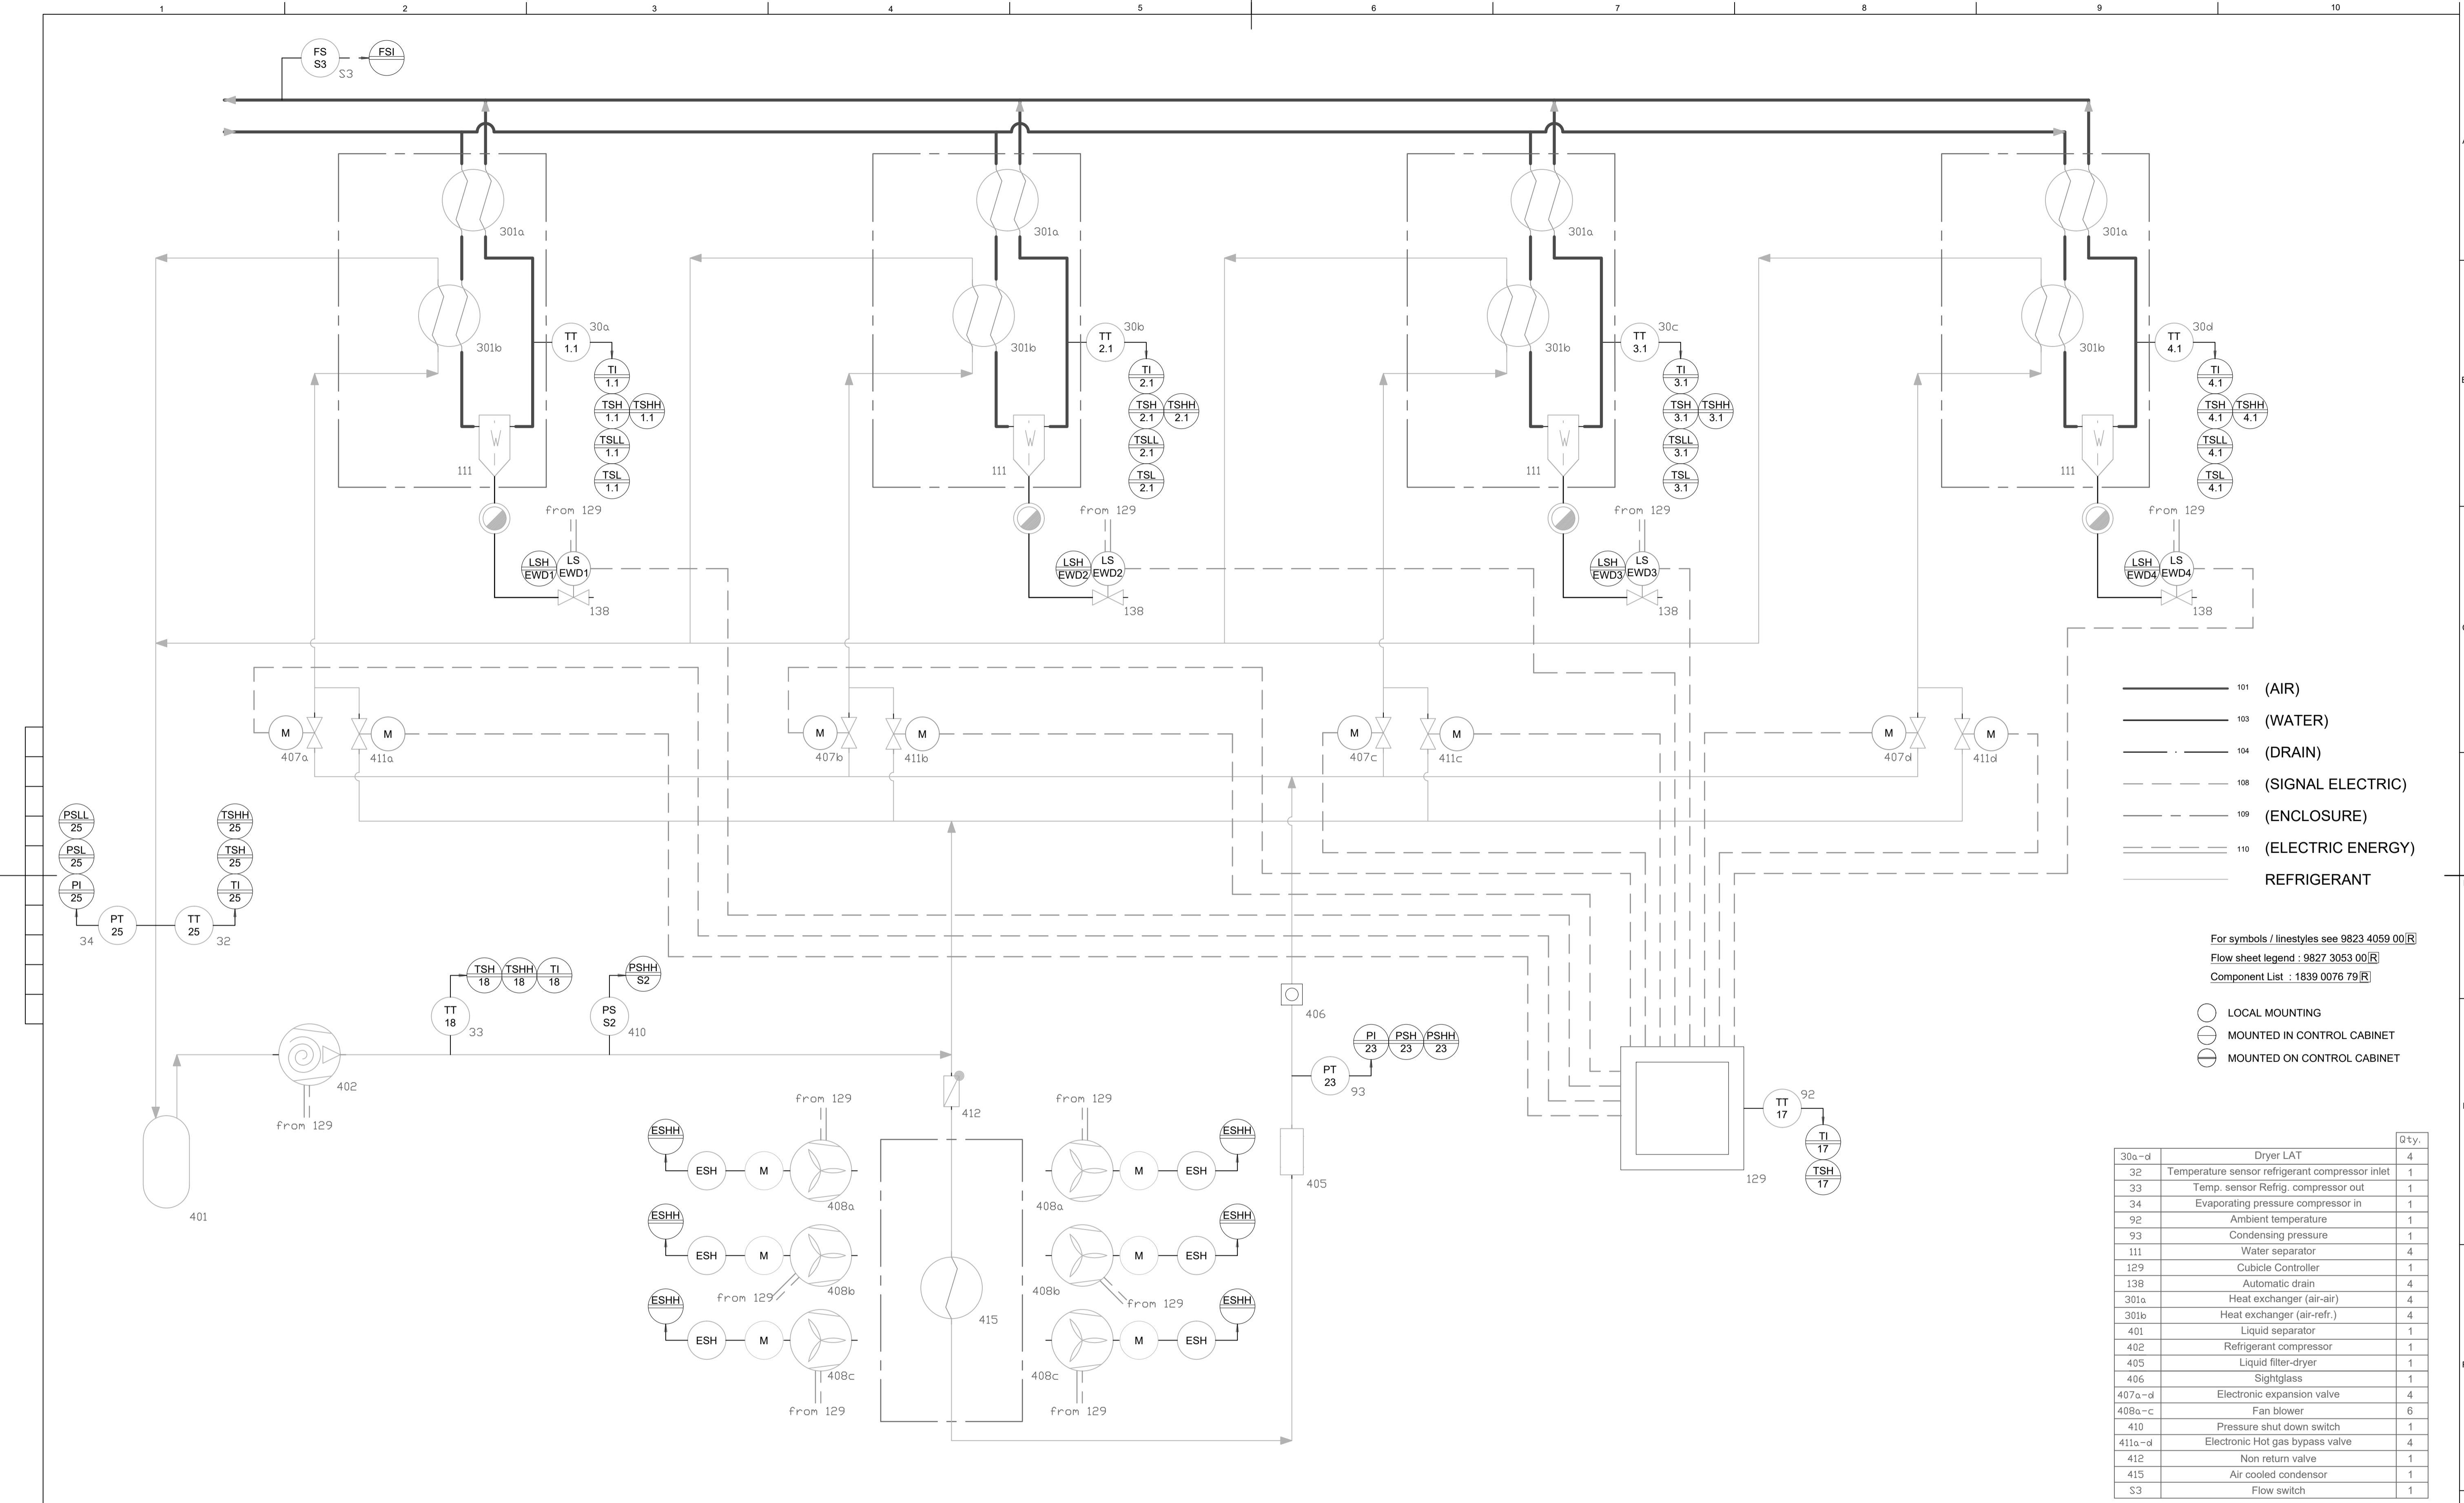 1 2 3 4 5 6 7 8 9 10
FS
S3
S3
FSI
301a
301a
301a
301a
301b
301b
301b
301b
30a
TT
1.1
TI
1.1
TSH
1.1
TSHH
1.1
TSLL
1.1
TSL
1.1
30b
TT
2.1
TI
2.1
TSH
2.1
TSHH
2.1
TSLL
2.1
TSL
2.1
30c
TT
3.1
TI
3.1
TSH
3.1
TSHH
3.1
TSLL
3.1
TSL
3.1
30d
TT
4.1
TI
4.1
TSH
4.1
TSHH
4.1
TSLL
4.1
TSL
4.1
W
W
W
W
111
111
111
111
from 129
LSH
EWD1
LS
EWD1
138
from 129
LSH
EWD2
LS
EWD2
138
from 129
LSH
EWD3
LS
EWD3
138
from 129
LSH
EWD4
LS
EWD4
138
M
407a
M
411a
M
407b
M
411b
M
407c
M
411c
M
407d
M
411d
101 (AIR)
103 (WATER)
104 (DRAIN)
108 (SIGNAL ELECTRIC)
109 (ENCLOSURE)
110 (ELECTRIC ENERGY)
REFRIGERANT
PSLL
25
PSL
25
PI
25
PT
25
34
TSHH
25
TSH
25
TI
25
TT
25
32
TSH
18
TSHH
18
TI
18
TT
18
33
PSHH
S2
PS
S2
410
402
from 129
401
412
406
PI
23
PSH
23
PSHH
23
PT
23
93
405
from 129
ESHH
ESH
M
408a
ESHH
ESH
M
408b
from 129
ESHH
ESH
M
408c
from 129
415
from 129
408a
M
ESH
ESHH
408b
M
ESH
ESHH
from 129
408c
M
ESH
ESHH
from 129
129
92
TT
17
TI
17
TSH
17
For symbols / linestyles see 9823 4059 00 R
Flow sheet legend : 9827 3053 00 R
Component List : 1839 0076 79 R
LOCAL MOUNTING
MOUNTED IN CONTROL CABINET
MOUNTED ON CONTROL CABINET
Qty.
30a-d Dryer LAT 4
32 Temperature sensor refrigerant compressor inlet 1
33 Temp. sensor Refrig. compressor out 1
34 Evaporating pressure compressor in 1
92 Ambient temperature 1
93 Condensing pressure 1
111 Water separator 4
129 Cubicle Controller 1
138 Automatic drain 4
301a Heat exchanger (air-air) 4
301b Heat exchanger (air-refr.) 4
401 Liquid separator 1
402 Refrigerant compressor 1
405 Liquid filter-dryer 1
406 Sightglass 1
407a-d Electronic expansion valve 4
408a-c Fan blower 6
410 Pressure shut down switch 1
411a-d Electronic Hot gas bypass valve 4
412 Non return valve 1
415 Air cooled condensor 1
S3 Flow switch 1